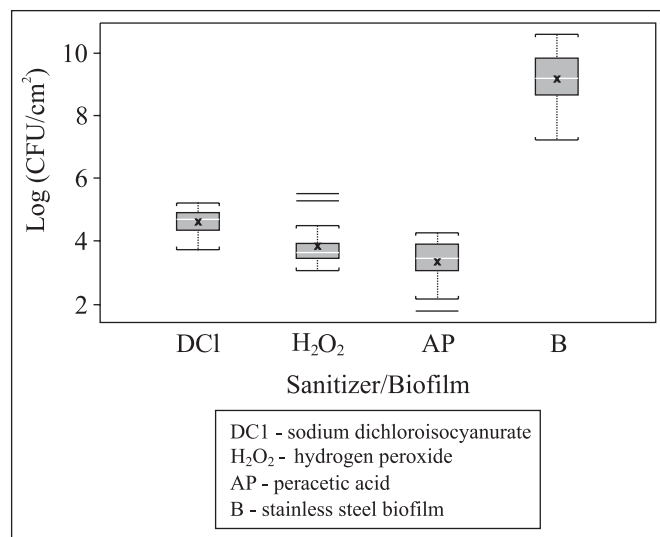 Log (CFU/cm²)
10
8
6
4
2
DCl
H₂O₂
AP
B
Sanitizer/Biofilm
DC1 - sodium dichloroisocyanurate
H₂O₂ - hydrogen peroxide
AP - peracetic acid
B - stainless steel biofilm